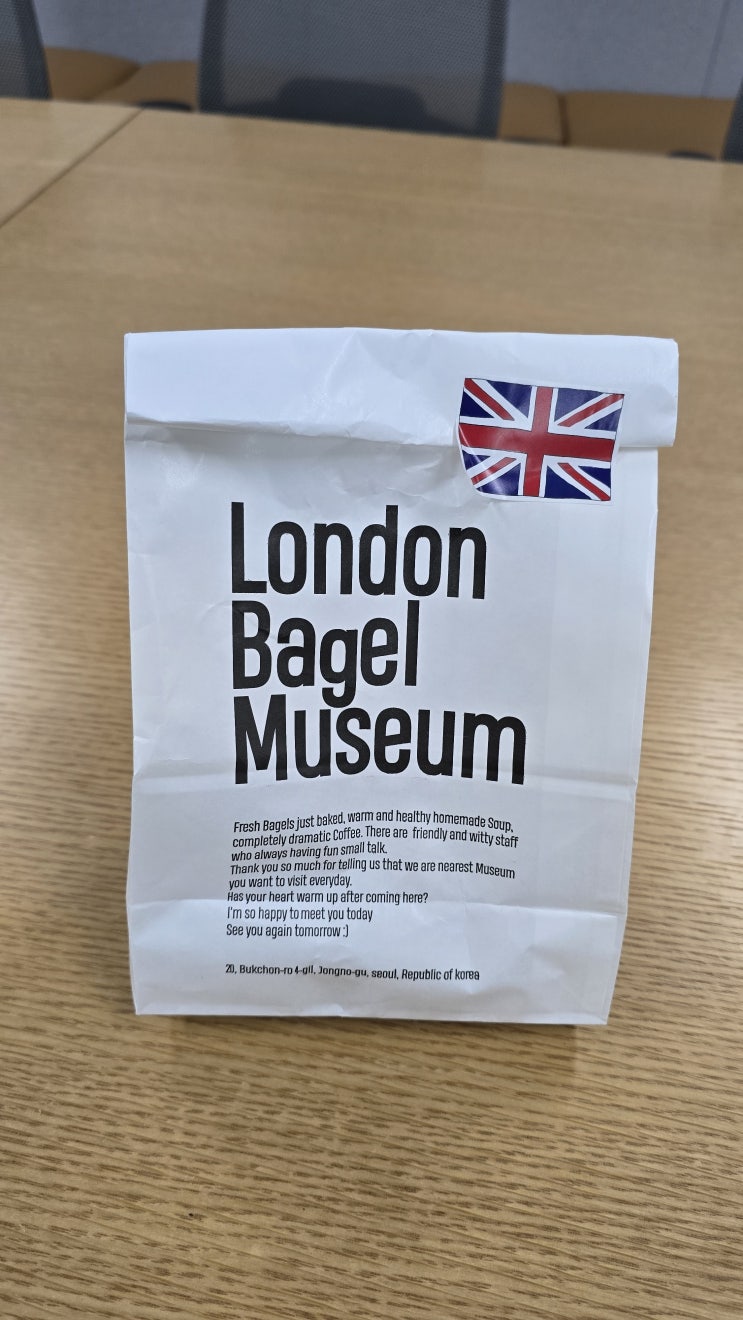 London
Bagel
Museum
Fresh Bagels just baked, warm and healthy homemade Soup,
completely dramatic Coffee. There are friendly and witty staff
who always having fun small talk.
Thank you so much for telling us that we are nearest Museum
you want to visit everyday.
Has your heart warm up after coming here?
I'm so happy to meet you today
See you again tomorrow :)
20, Bukchon-ro 4-gil, Jongno-gu, seoul, Republic of korea